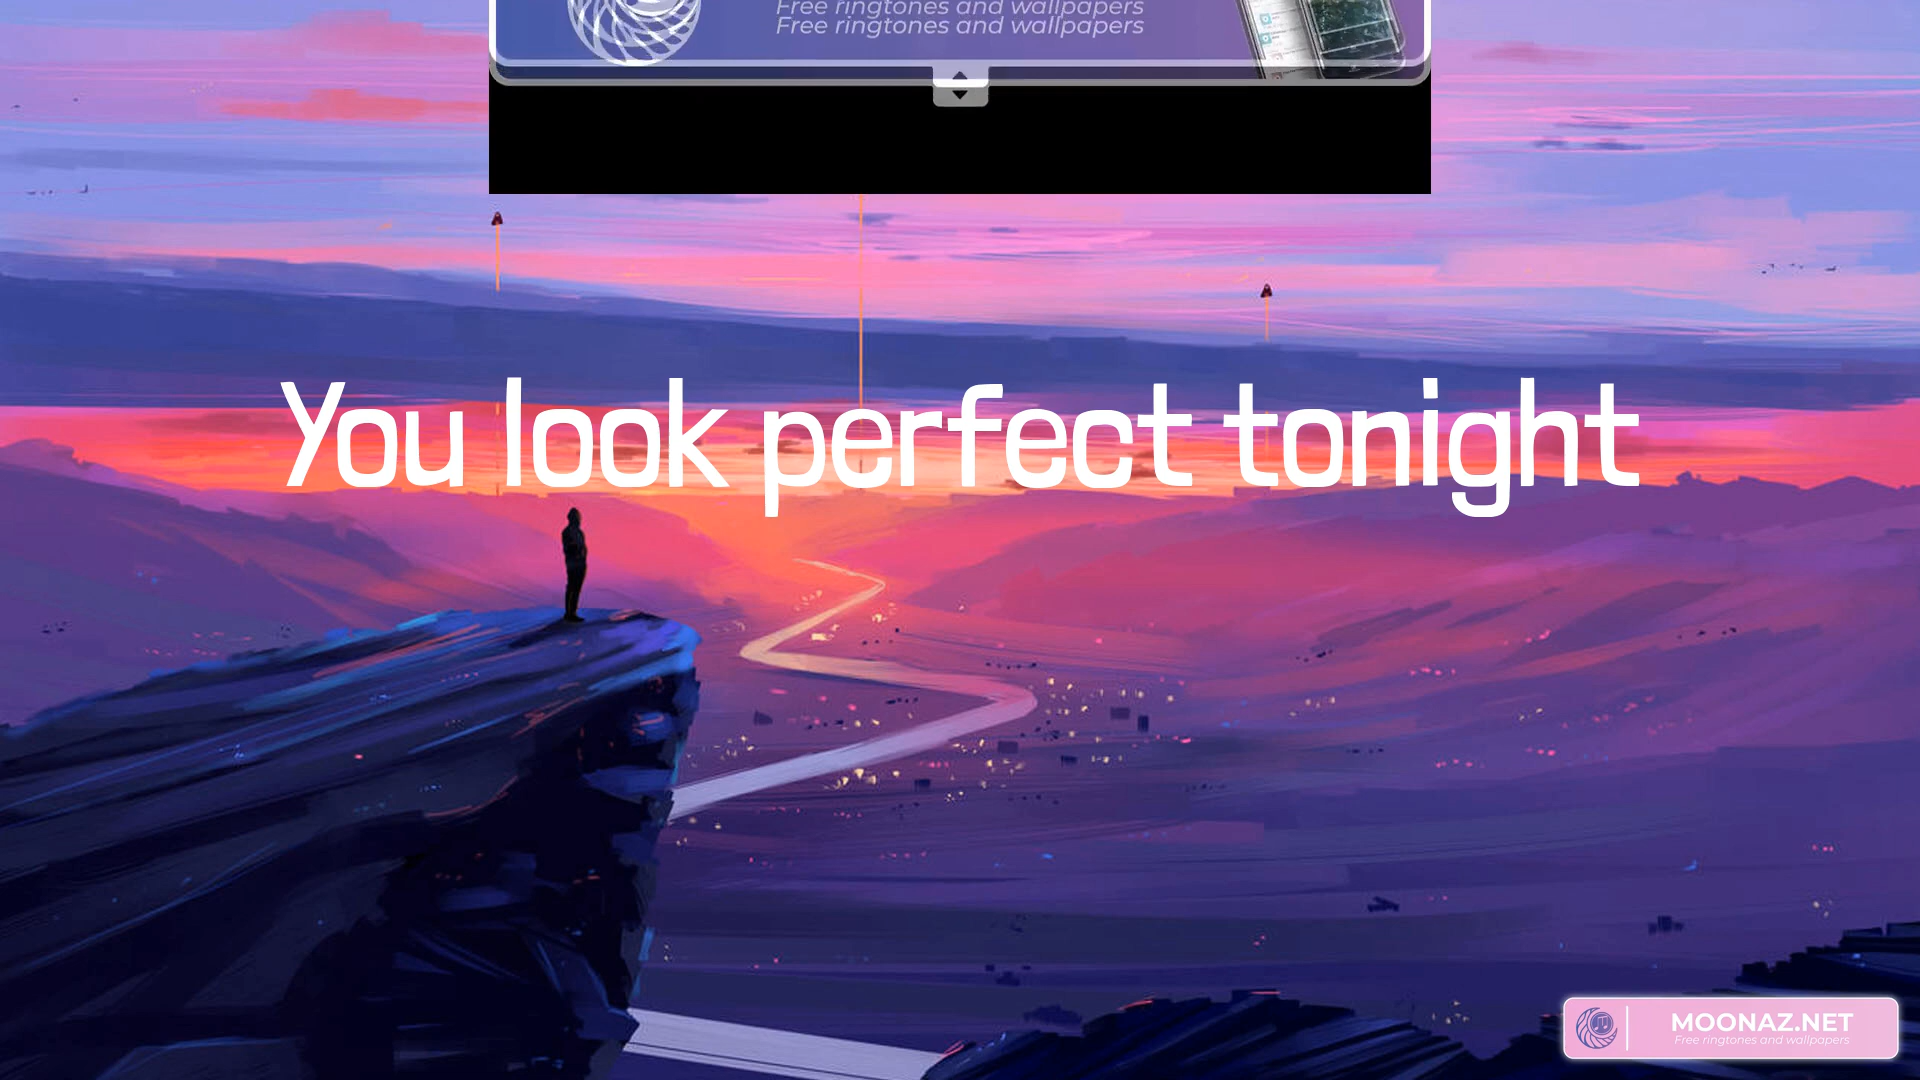 Free ringtones and wallpapers
Free ringtones and wallpapers
You look perfect tonight
MOONAZ.NET
Free ringtones and wallpapers